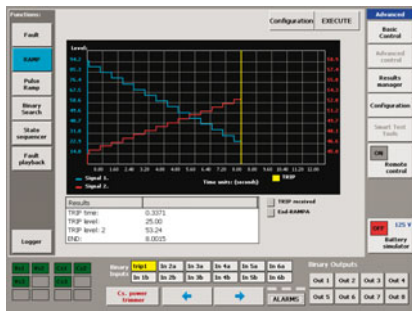 Functions:
Configuration EXECUTE
Advanced
Fault
Basic
Control
RAMP
Advanced
control
Pulse
Ramp
Results
manager
Binary
Search
Configuration
State
sequencer
Smart Test
Tools
Fault
playback
ON
Remote
control
Level:
Signal 1.
Signal 2.
Time units: (seconds)
TRIP
Results
TRIP time: 0.3371
TRIP level: 25.00
TRIP level: 2 53.24
END: 8.0015
TRIP received
End-RAMPA
Logger
OFF 125 V
Battery
simulator
Binary
Inputs
trip1 In 2a In 3a In 4a In 5a In 6a
In 1b In 2b In 3b In 4b In 5b In 6b
Binary Outputs
Out 1 Out 2 Out 3 Out 4
Out 5 Out 6 Out 7 Out 8
Cs. power
trimmer
ALARMS